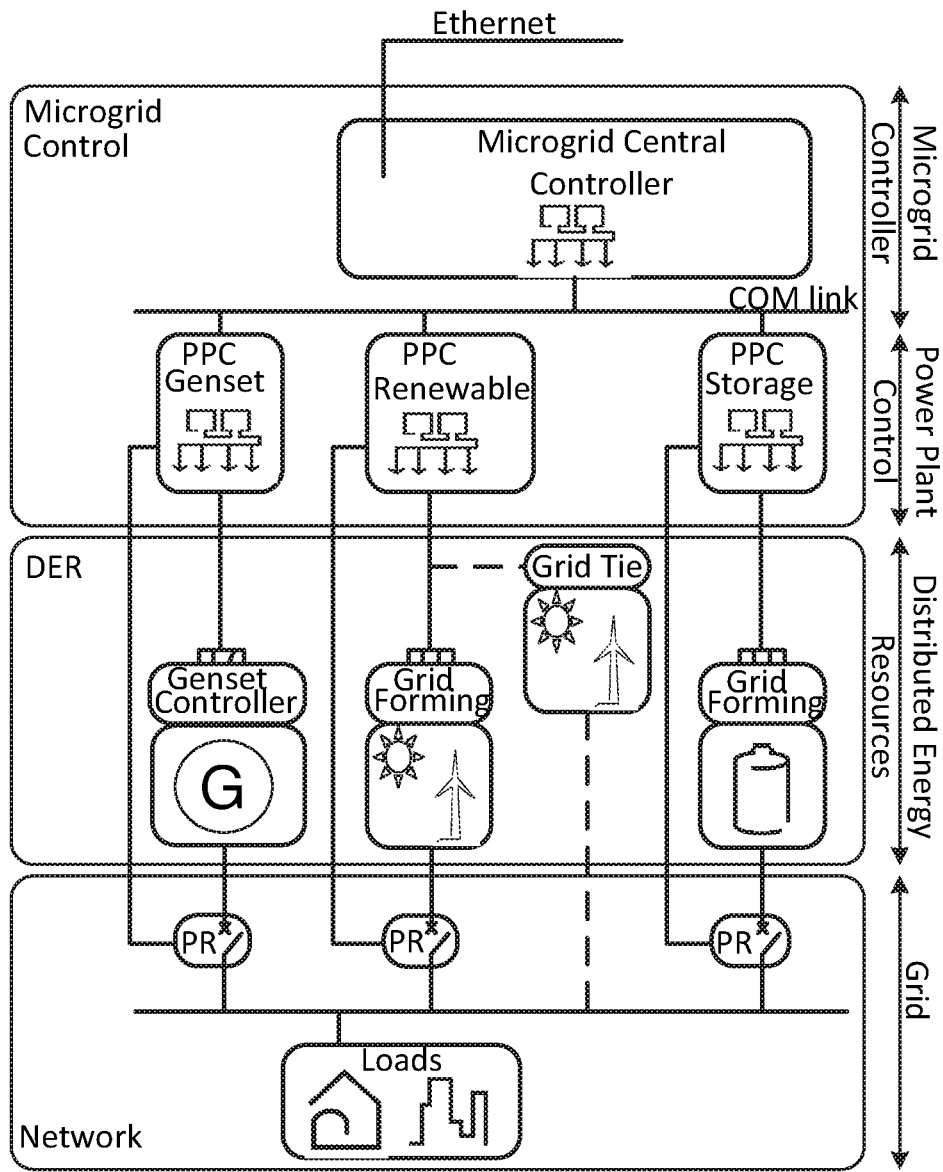 Ethernet
Microgrid
Control
Microgrid Central
Controller
COM link
Microgrid
Controller
PPC
Genset
PPC
Renewable
PPC
Storage
Power Plant
Control
DER
Grid Tie
Genset
Controller
Grid
Forming
Grid
Forming
G
Distributed Energy
Resources
PR
PR
PR
Grid
Loads
Network